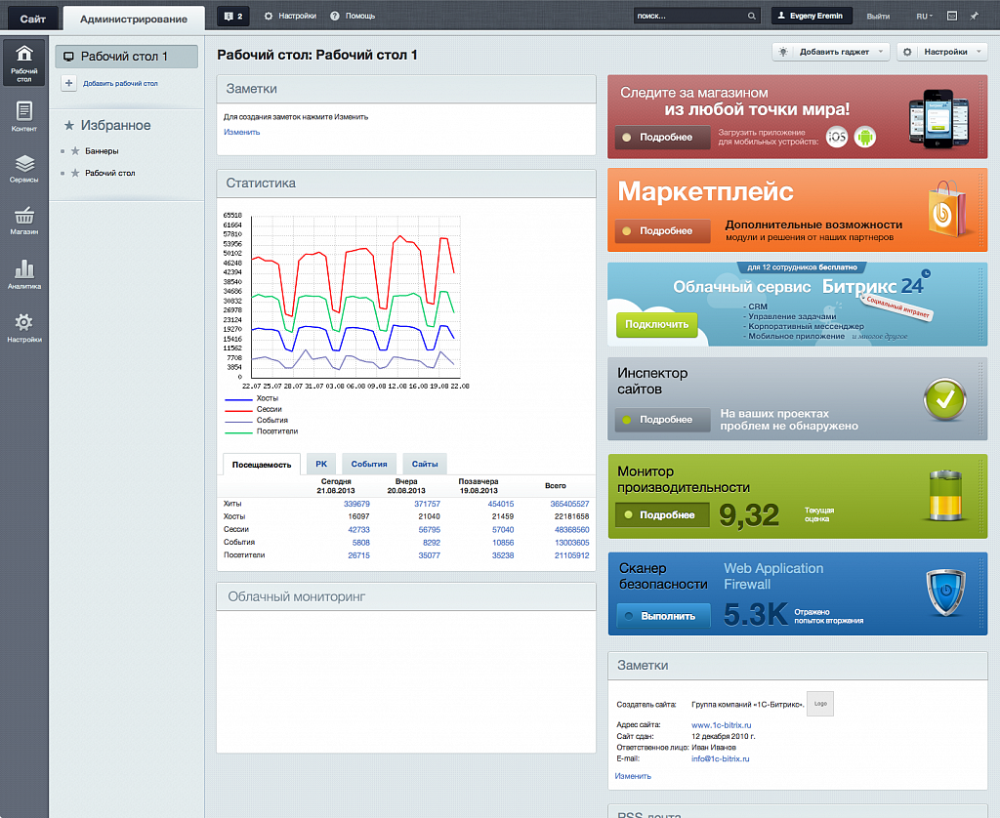 Сайт
Администрирование
2
Настройки
Помощь
поиск...
Evgeny Eremin
Выйти
RU
Рабочий стол
Контент
Сервисы
Магазин
Аналитика
Настройки
Рабочий стол 1
Добавить рабочий стол
Избранное
Баннеры
Рабочий стол
Рабочий стол: Рабочий стол 1
Добавить гаджет
Настройки
Заметки
Для создания заметок нажмите Изменить
Изменить
Статистика
65518
61664
57810
53956
50102
46248
42394
38540
34686
30832
26978
23124
19270
15416
11562
7708
3854
0
22.07 25.07 28.07 31.07 03.08 06.08 09.08 12.08 16.08 19.08 22.08
Хосты
Сессии
События
Посетители
Посещаемость РК События Сайты
Сегодня Вчера Позавчера Всего
21.08.2013 20.08.2013 19.08.2013
Хиты 339679 371757 454015 365405527
Хосты 16097 21040 21459 22181658
Сессии 42733 56795 57040 48368560
События 5808 8292 10856 13003605
Посетители 26715 35077 35238 21105912
Облачный мониторинг
Следите за магазином
из любой точки мира!
Подробнее
Загрузить приложение
для мобильных устройств:
iOS
Маркетплейс
Подробнее
Дополнительные возможности
модули и решения от наших партнеров
для 12 сотрудников бесплатно
Облачный сервис Битрикс 24
Социальный интранет
- CRM
- Управление задачами
- Корпоративный мессенджер
- Мобильное приложение и многое другое
Подключить
Инспектор
сайтов
Подробнее
На ваших проектах
проблем не обнаружено
Монитор
производительности
Подробнее
9,32
Текущая
оценка
Сканер
безопасности
Web Application
Firewall
Выполнить
5.3K
Отражено
попыток вторжения
Заметки
Создатель сайта: Группа компаний «1С-Битрикс». Logo
Адрес сайта: www.1c-bitrix.ru
Сайт сдан: 12 декабря 2010 г.
Ответственное лицо: Иван Иванов
E-mail: info@1c-bitrix.ru
Изменить
RSS лента